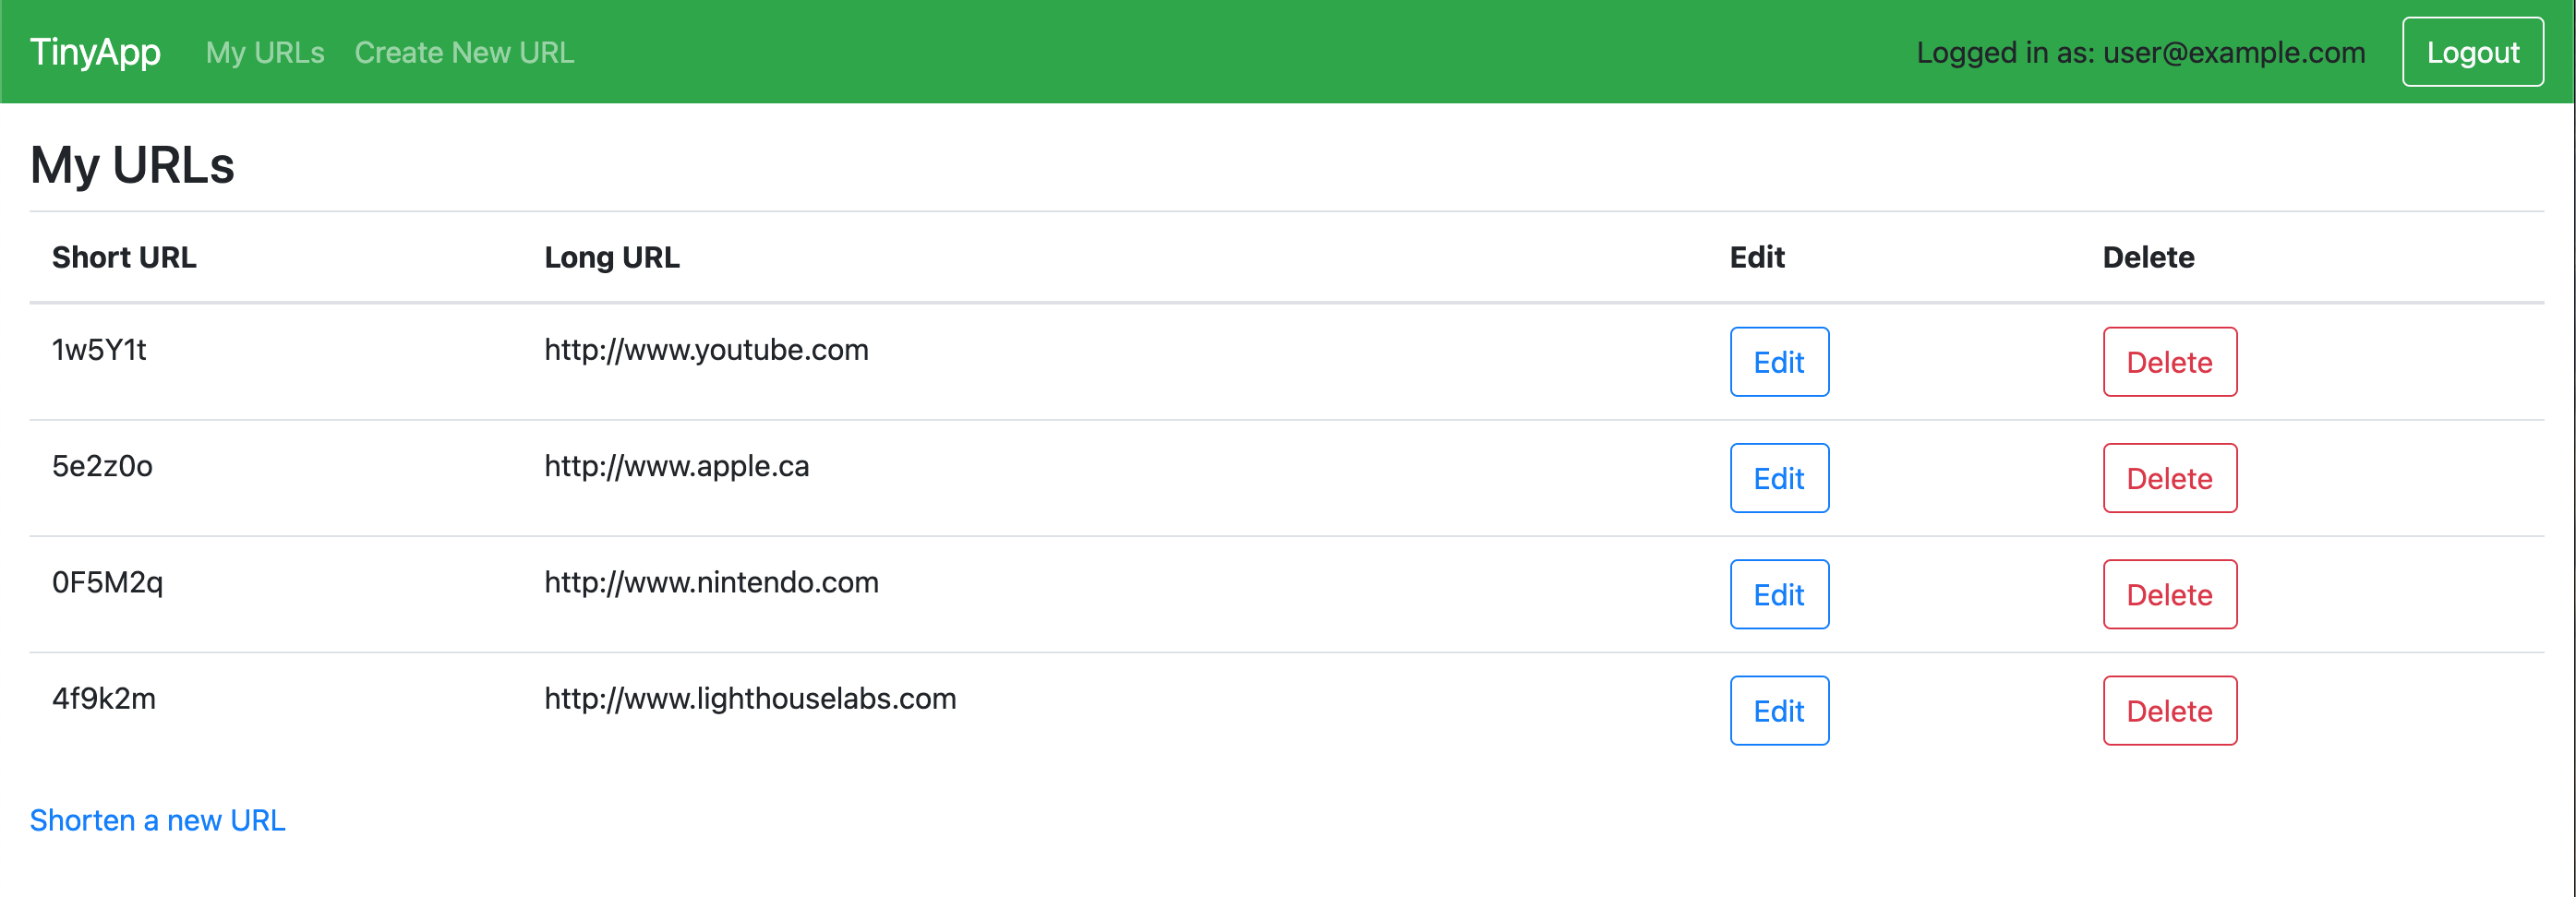 TinyApp My URLs Create New URL Logged in as: user@example.com Logout
My URLs
Short URL Long URL Edit Delete
1w5Y1t http://www.youtube.com Edit Delete
5e2z0o http://www.apple.ca Edit Delete
0F5M2q http://www.nintendo.com Edit Delete
4f9k2m http://www.lighthouselabs.com Edit Delete
Shorten a new URL